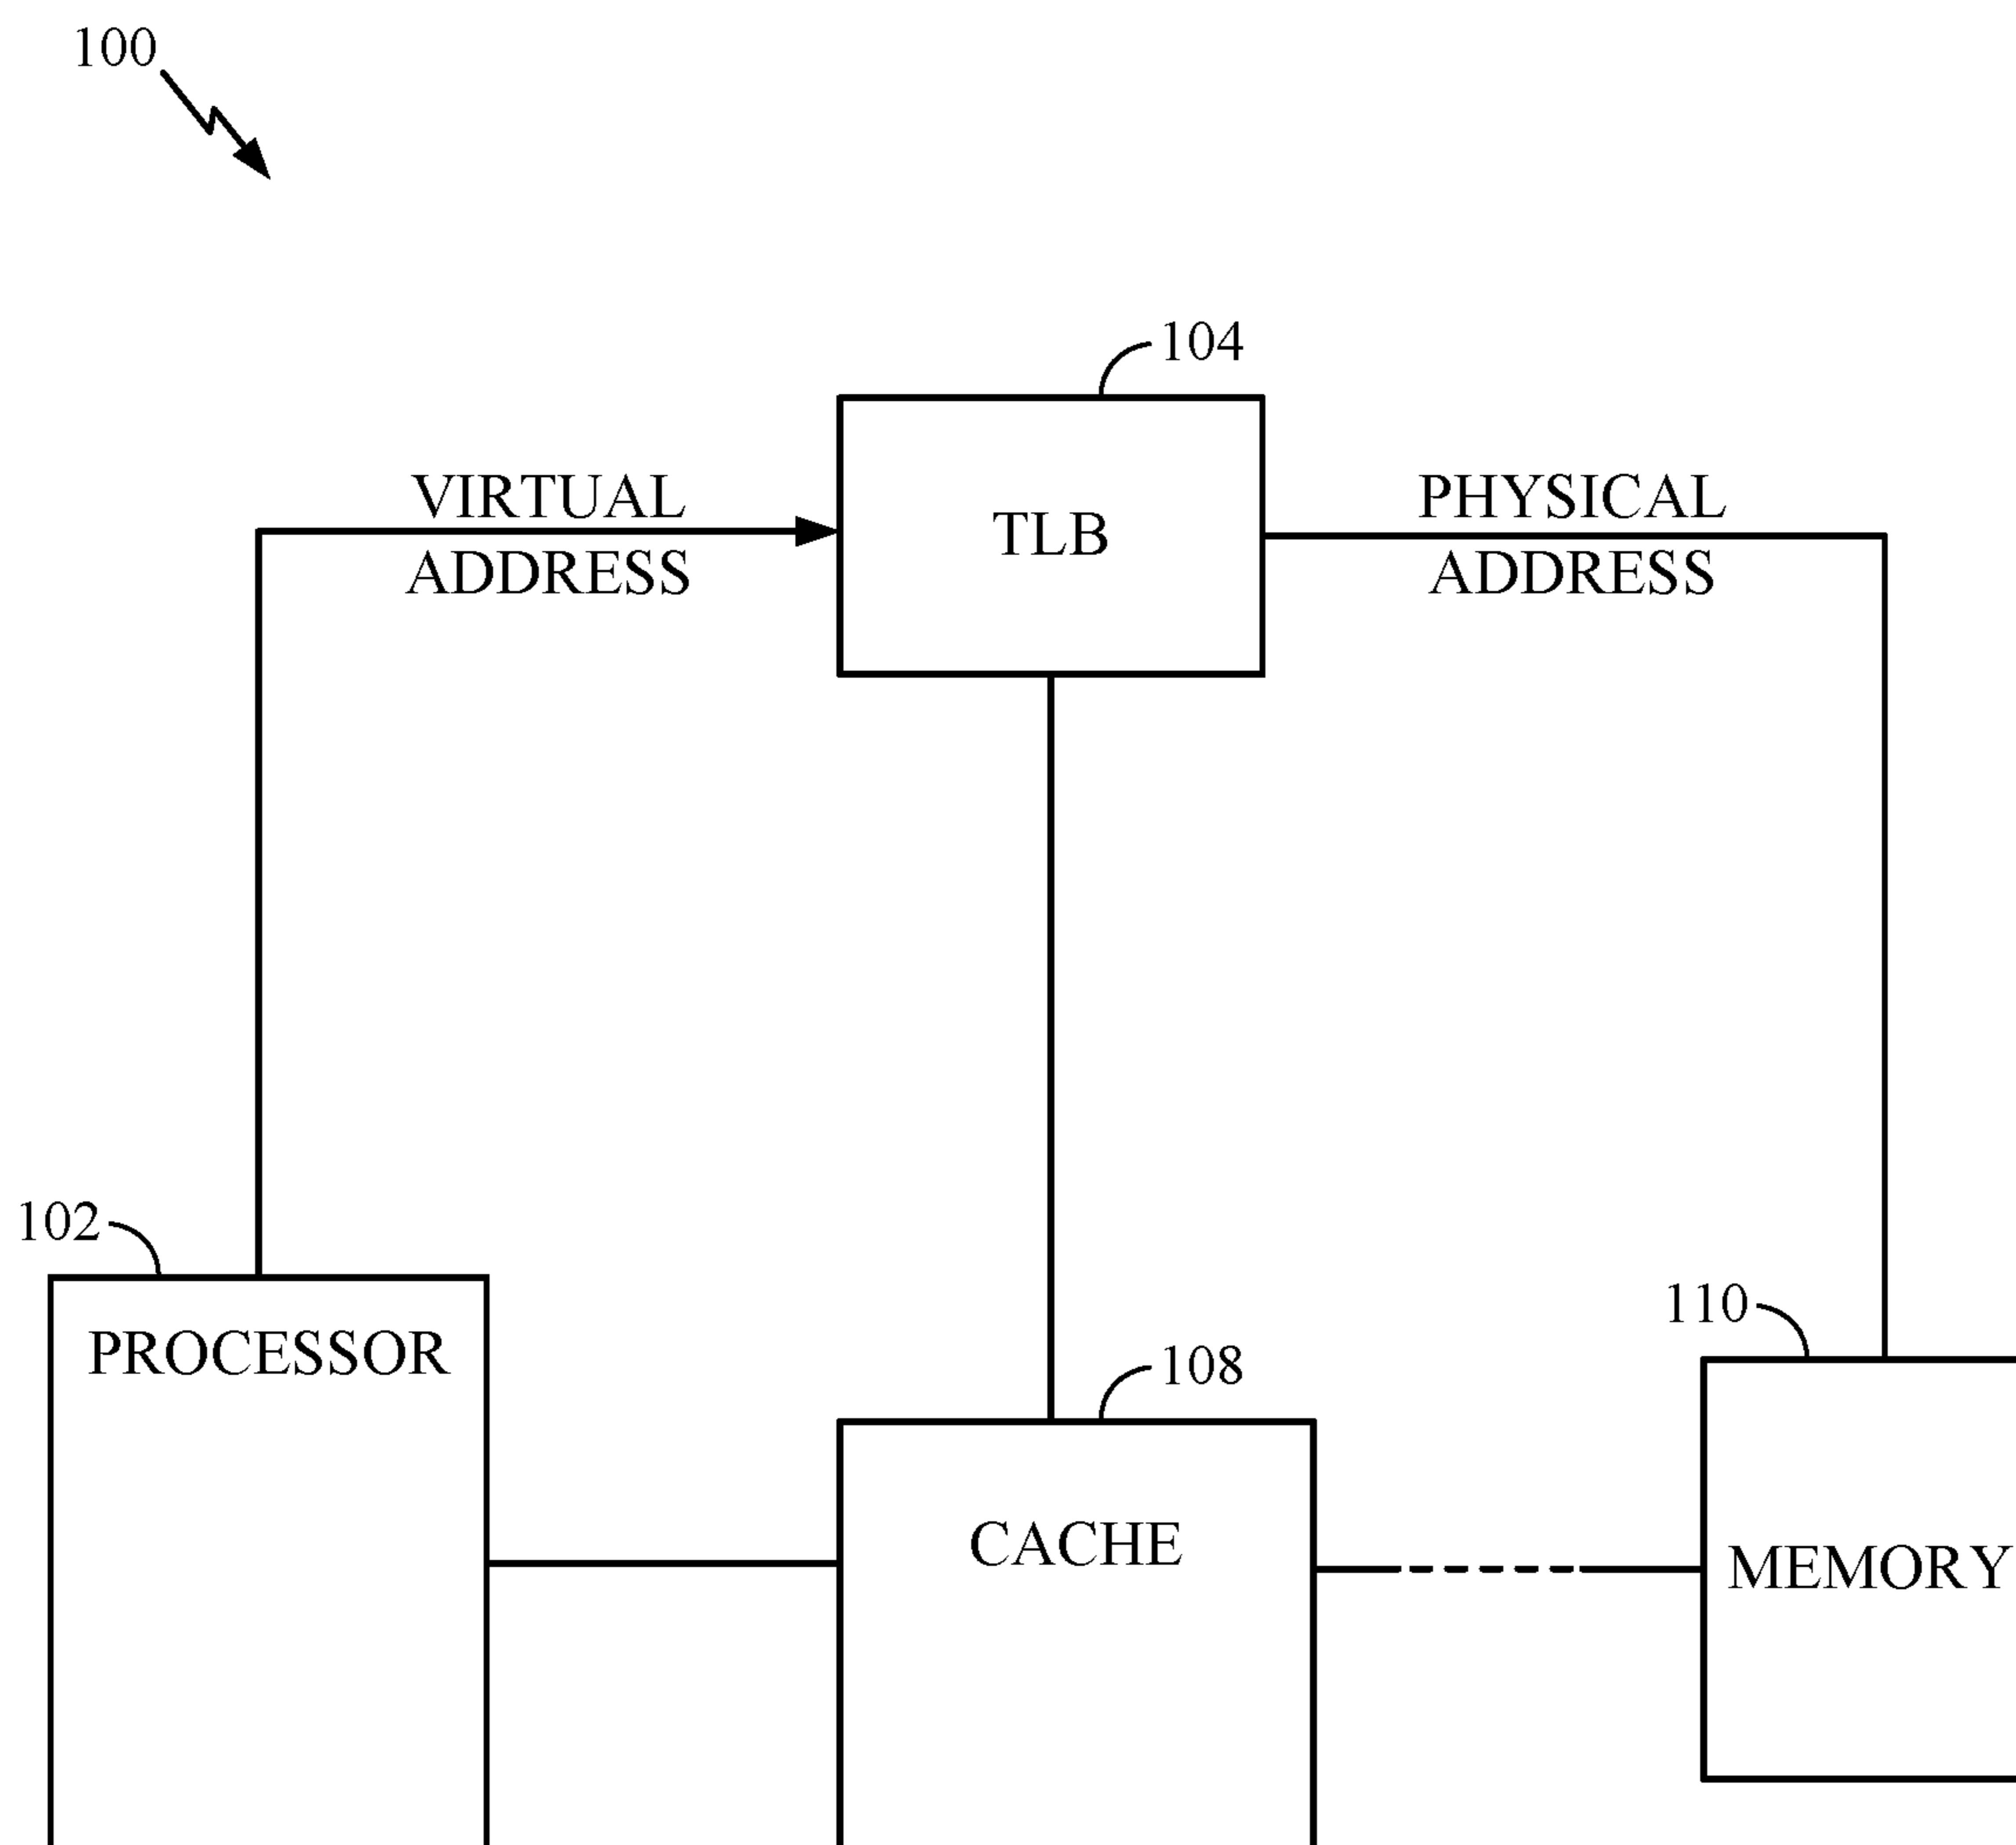 100
104
VIRTUAL
ADDRESS
TLB
PHYSICAL
ADDRESS
102
PROCESSOR
110
108
CACHE
MEMORY